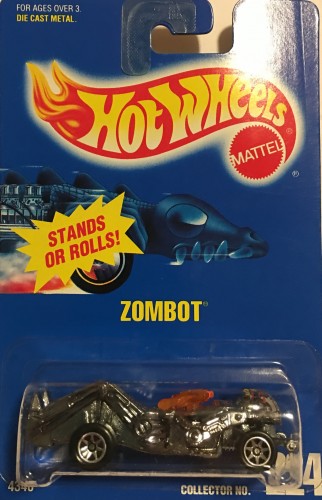 FOR AGES OVER 3.
DIE CAST METAL.
HOT WHEELS
®
MATTEL
STANDS
OR ROLLS!
ZOMBOT
COLLECTOR NO.